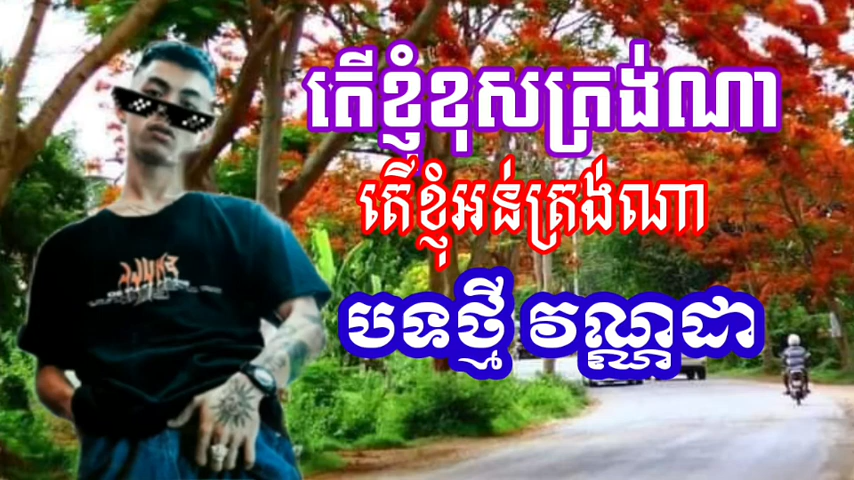 តើខ្ញុំខុសត្រង់ណា
តើខ្ញុំអន់ត្រង់ណា
បទថ្មី វណ្ណដា